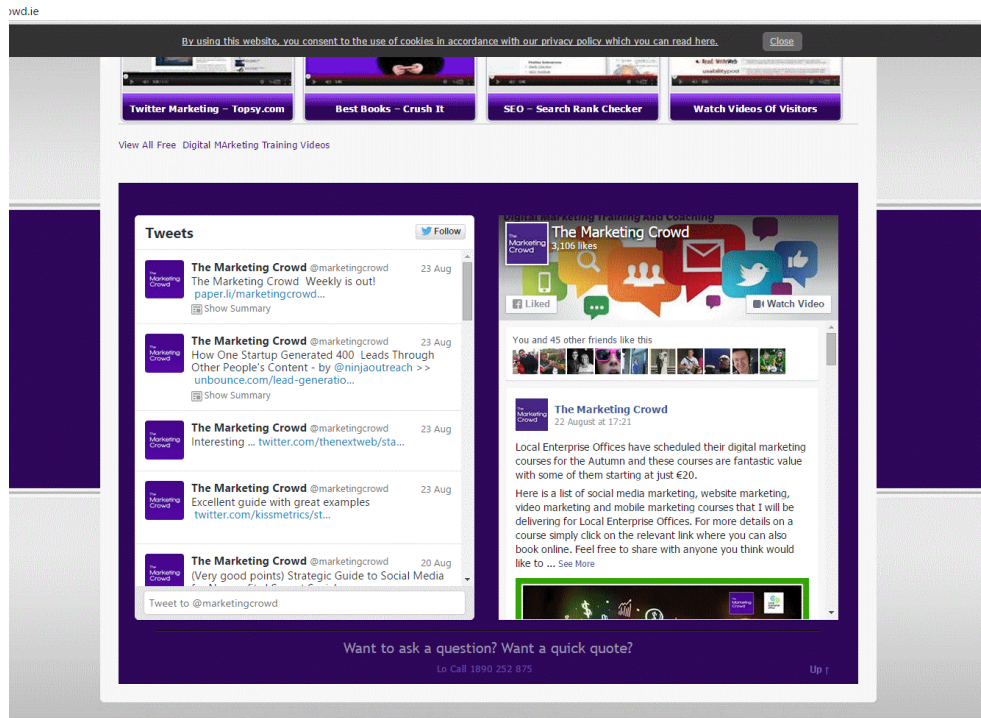 owd.ie
By using this website, you consent to the use of cookies in accordance with our privacy policy which you can read here.
Close
Read WriteWeb
usabilitypost
Twitter Marketing – Topsy.com
Best Books – Crush It
SEO – Search Rank Checker
Watch Videos Of Visitors
View All Free Digital MArketing Training Videos
Tweets
Follow
The Marketing Crowd @marketingcrowd 23 Aug
The Marketing Crowd Weekly is out!
paper.li/marketingcrowd...
Show Summary
The Marketing Crowd @marketingcrowd 23 Aug
How One Startup Generated 400 Leads Through
Other People's Content - by @ninjaoutreach >>
unbounce.com/lead-generatio...
Show Summary
The Marketing Crowd @marketingcrowd 23 Aug
Interesting ... twitter.com/thenextweb/sta...
The Marketing Crowd @marketingcrowd 23 Aug
Excellent guide with great examples
twitter.com/kissmetrics/st...
The Marketing Crowd @marketingcrowd 20 Aug
(Very good points) Strategic Guide to Social Media
Tweet to @marketingcrowd
Digital Marketing Training And Coaching
The Marketing Crowd
The Marketing Crowd
3,106 likes
Liked
Watch Video
You and 45 other friends like this
The Marketing Crowd
The Marketing Crowd
22 August at 17:21
Local Enterprise Offices have scheduled their digital marketing
courses for the Autumn and these courses are fantastic value
with some of them starting at just €20.
Here is a list of social media marketing, website marketing,
video marketing and mobile marketing courses that I will be
delivering for Local Enterprise Offices. For more details on a
course simply click on the relevant link where you can also
book online. Feel free to share with anyone you think would
like to ... See More
Want to ask a question? Want a quick quote?
Lo Call 1890 252 875
Up ↑